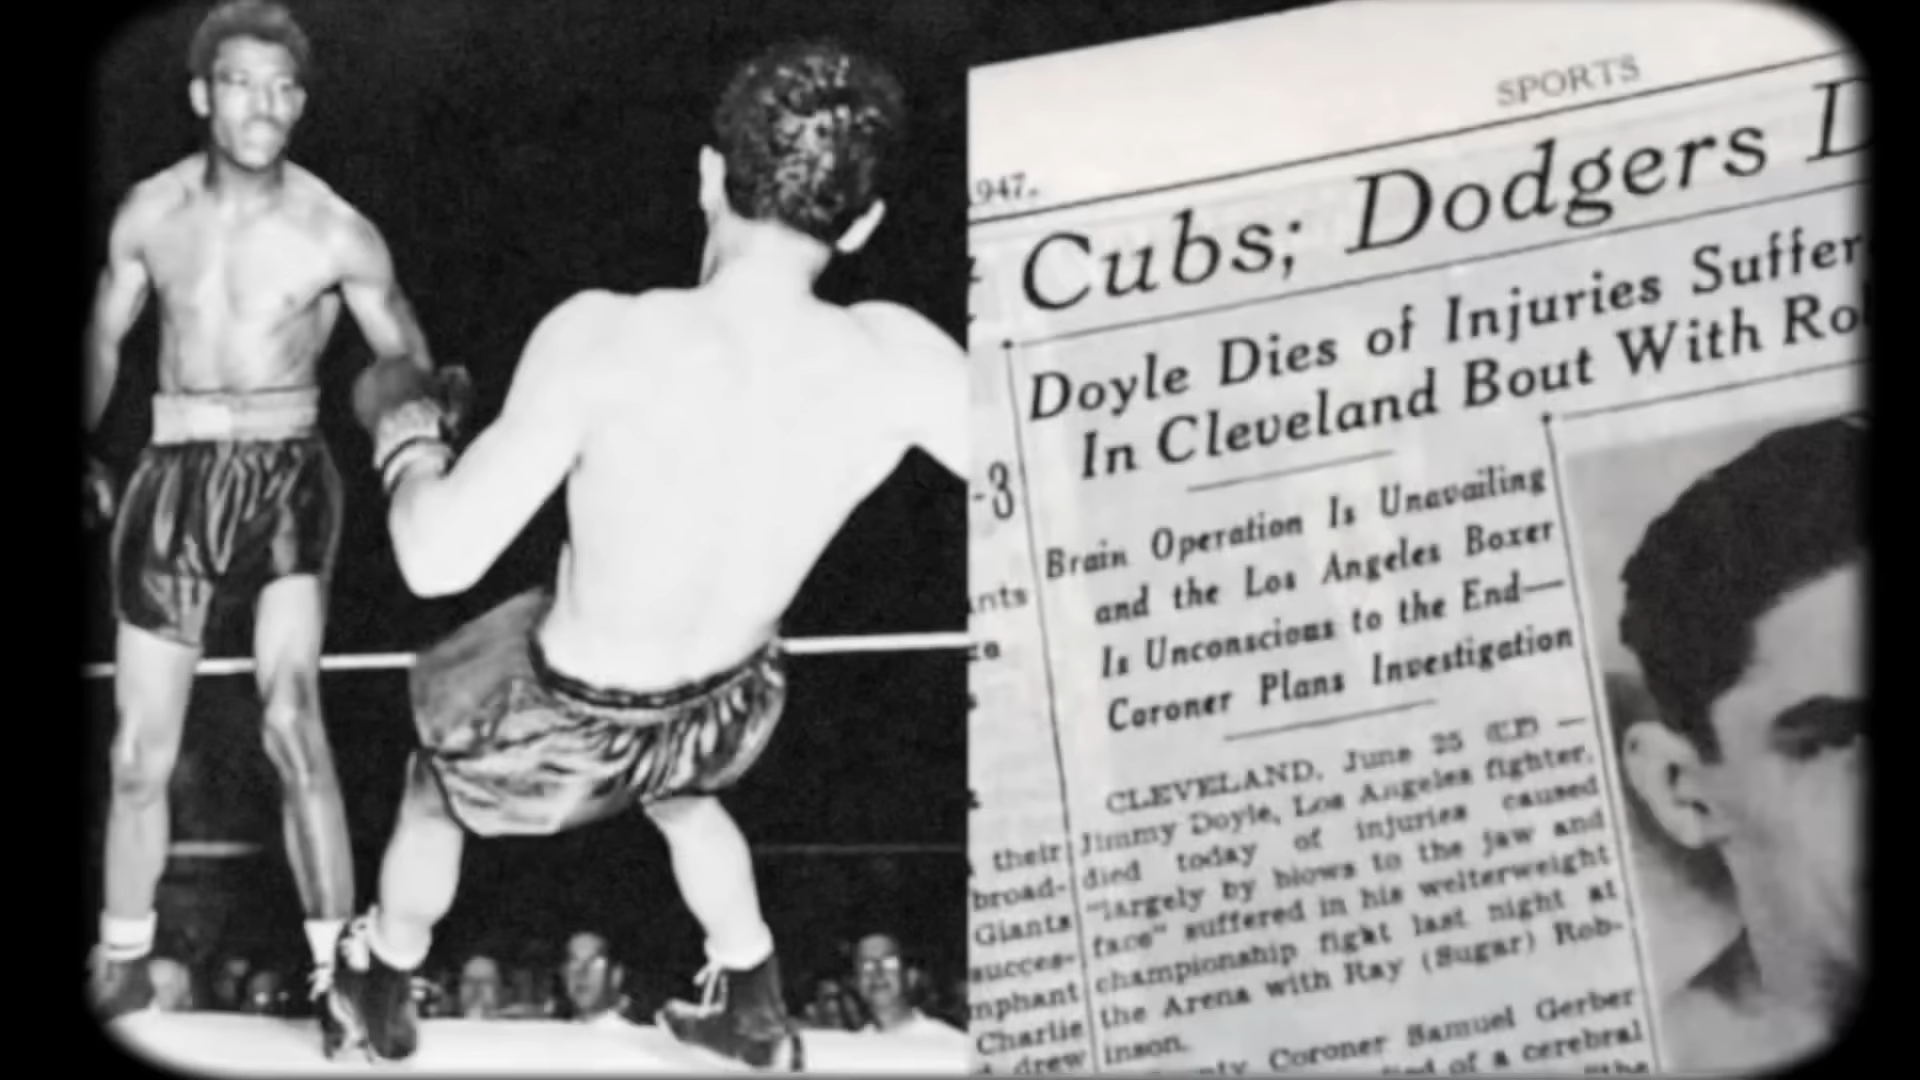 SPORTS
947.
Cubs; Dodgers D
Doyle Dies of Injuries Suffer
In Cleveland Bout With Ro
-3
Brain Operation Is Unavailing
and the Los Angeles Boxer
Is Unconscious to the End—
Coroner Plans Investigation
nts
CLEVELAND, June 25 (UP) —
Jimmy Doyle, Los Angeles fighter,
died today of injuries caused
"largely by blows to the jaw and
face" suffered in his welterweight
championship fight last night at
the Arena with Ray (Sugar) Rob-
inson.
Coroner Samuel Gerber
of a cerebral
their
broad-
Giants
succes-
mphant
Charlie
drew